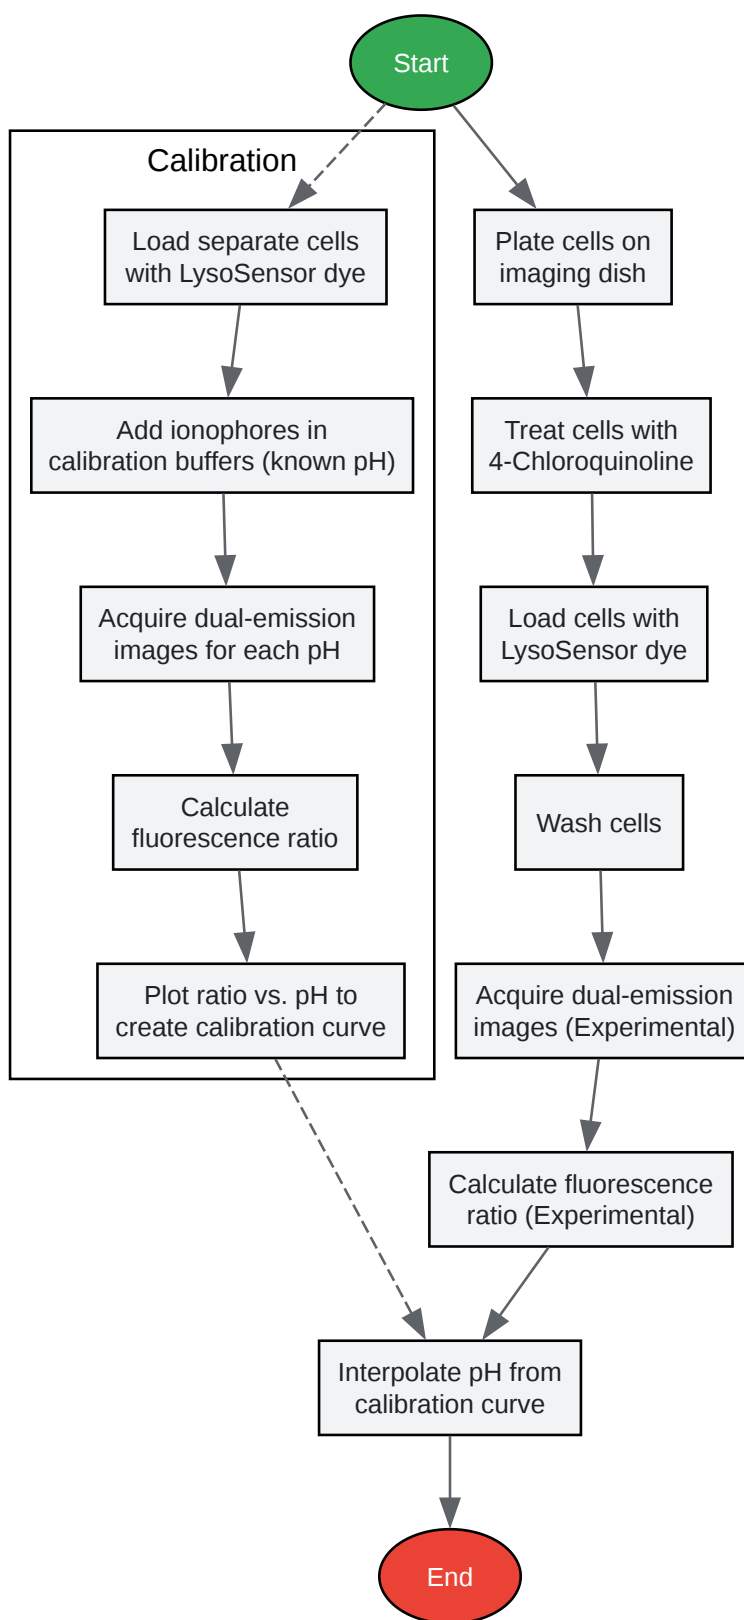 Start
Calibration
Load separate cells
with LysoSensor dye
Add ionophores in
calibration buffers (known pH)
Acquire dual-emission
images for each pH
Calculate
fluorescence ratio
Plot ratio vs. pH to
create calibration curve
Plate cells on
imaging dish
Treat cells with
4-Chloroquinoline
Load cells with
LysoSensor dye
Wash cells
Acquire dual-emission
images (Experimental)
Calculate fluorescence
ratio (Experimental)
Interpolate pH from
calibration curve
End